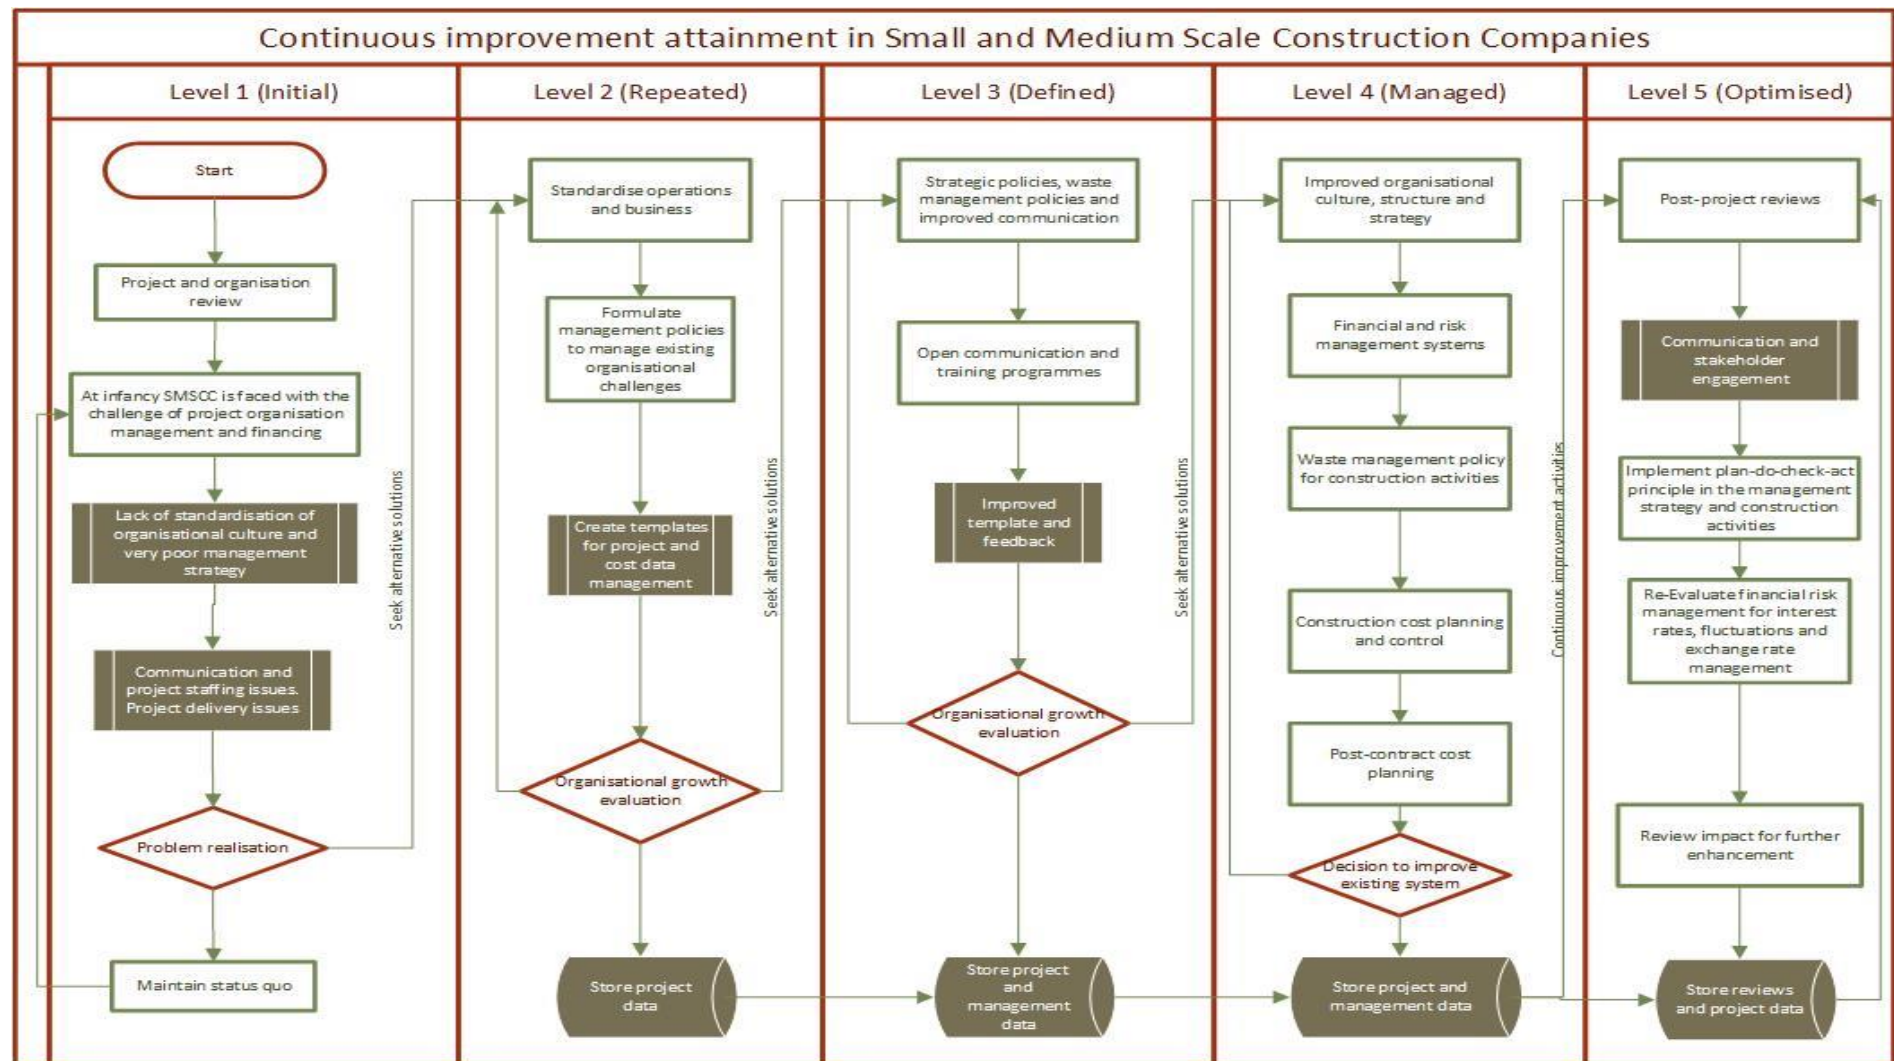 Continuous improvement attainment in Small and Medium Scale Construction Companies
Level 1 (Initial)
Level 2 (Repeated)
Level 3 (Defined)
Level 4 (Managed)
Level 5 (Optimised)
Start
Project and organisation
review
At infancy SMSCC is faced with the
challenge of project organisation
management and financing
Lack of standardisation of
organisational culture and
very poor management
strategy
Communication and
project staffing issues.
Project delivery issues
Problem realisation
Maintain status quo
Seek alternative solutions
Standardise operations
and business
Formulate
management policies
to manage existing
organisational
challenges
Create templates
for project and
cost data
management
Organisational growth
evaluation
Store project
data
Seek alternative solutions
Strategic policies, waste
management policies and
improved communication
Open communication and
training programmes
Improved
template and
feedback
Organisational growth
evaluation
Store project
and
management
data
Seek alternative solutions
Improved organisational
culture, structure and
strategy
Financial and risk
management systems
Waste management policy
for construction activities
Construction cost planning
and control
Post-contract cost
planning
Decision to improve
existing system
Store project and
management data
Continuous improvement activities
Post-project reviews
Communication and
stakeholder
engagement
Implement plan-do-check-act
principle in the management
strategy and construction
activities
Re-Evaluate financial risk
management for interest
rates, fluctuations and
exchange rate
management
Review impact for further
enhancement
Store reviews
and project data